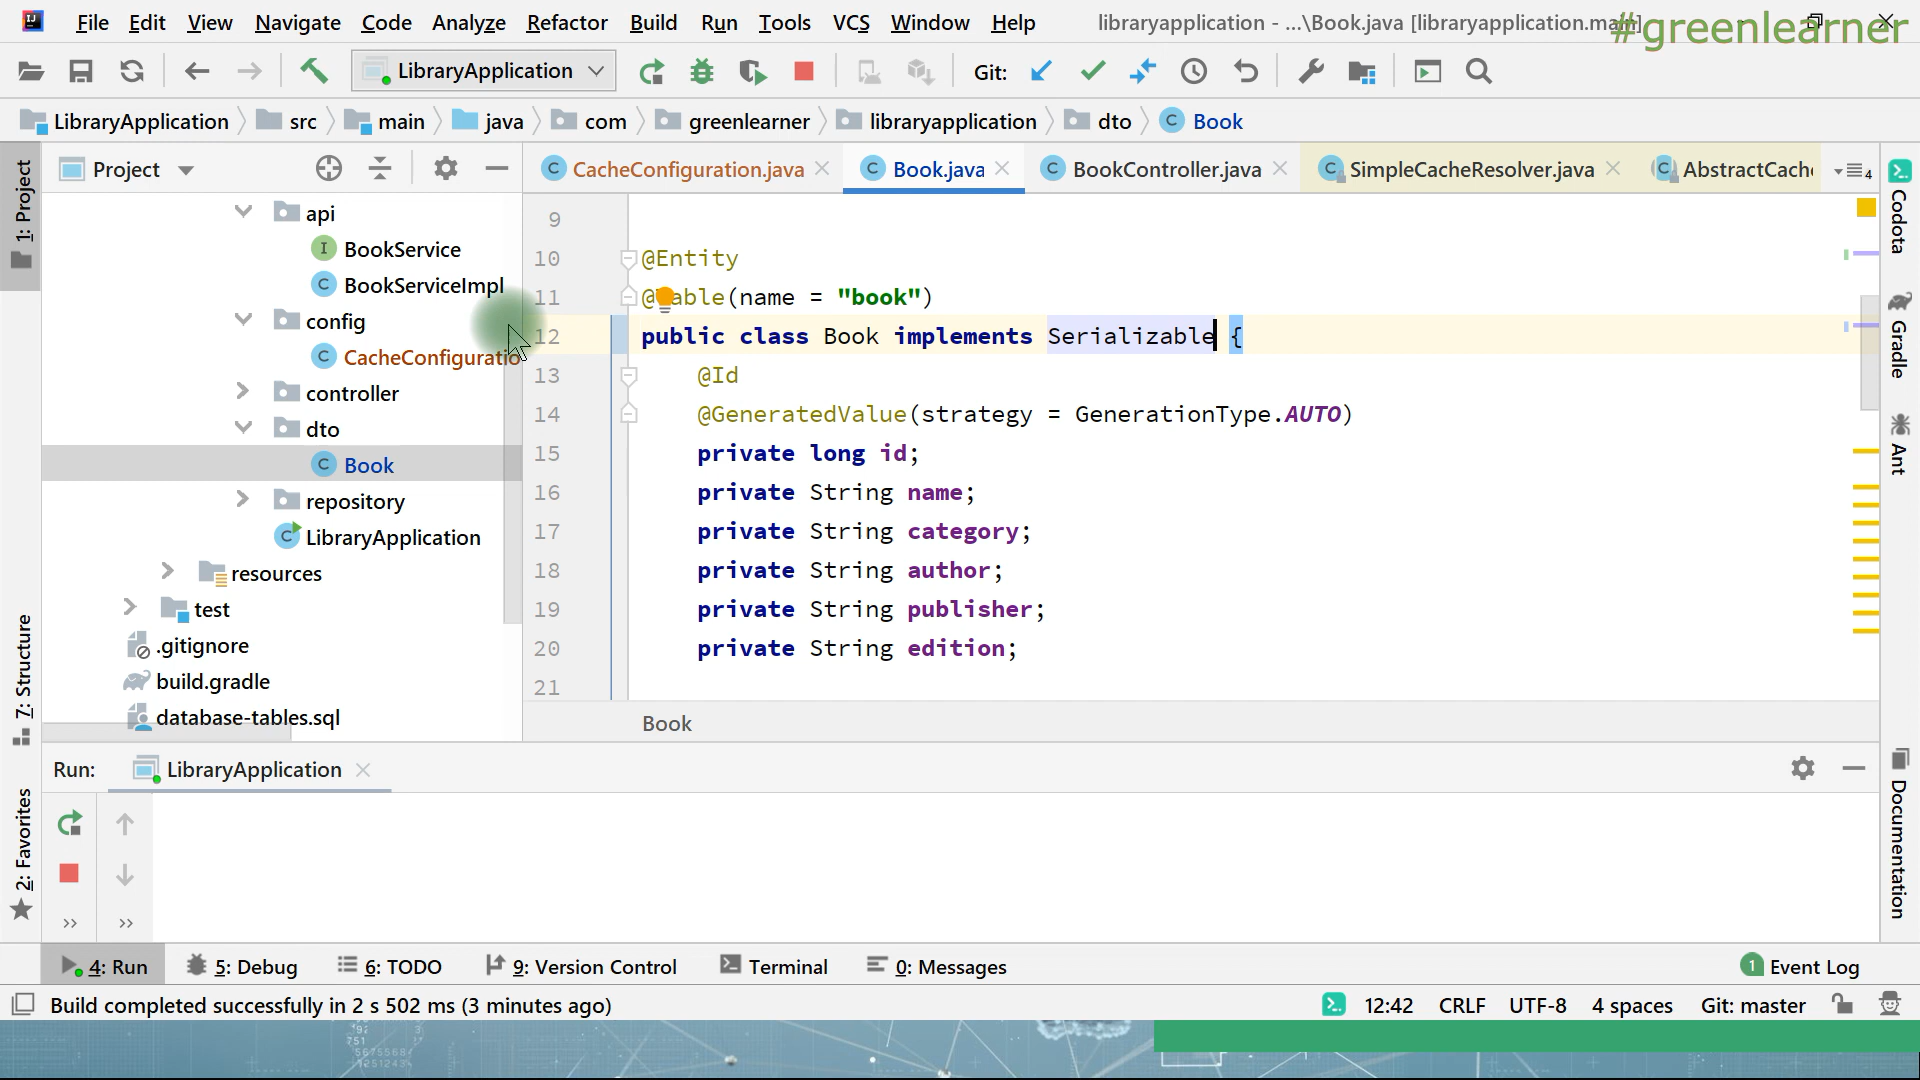 File Edit View Navigate Code Analyze Refactor Build Run Tools VCS Window Help libraryapplication - ...\Book.java [libraryapplication.main]
#greenlearner
LibraryApplication Git:
LibraryApplication src main java com greenlearner libraryapplication dto Book
Project CacheConfiguration.java Book.java BookController.java SimpleCacheResolver.java AbstractCach 4
1: Project
7: Structure
2: Favorites
api
BookService
BookServiceImpl
config
CacheConfiguratio
controller
dto
Book
repository
LibraryApplication
resources
test
.gitignore
build.gradle
database-tables.sql
9
10 @Entity
11 @Table(name = "book")
12 public class Book implements Serializable {
13 @Id
14 @GeneratedValue(strategy = GenerationType.AUTO)
15 private long id;
16 private String name;
17 private String category;
18 private String author;
19 private String publisher;
20 private String edition;
21
Book
Codota
Gradle
Ant
Documentation
Run: LibraryApplication
4: Run 5: Debug 6: TODO 9: Version Control Terminal 0: Messages 1 Event Log
Build completed successfully in 2 s 502 ms (3 minutes ago) 12:42 CRLF UTF-8 4 spaces Git: master